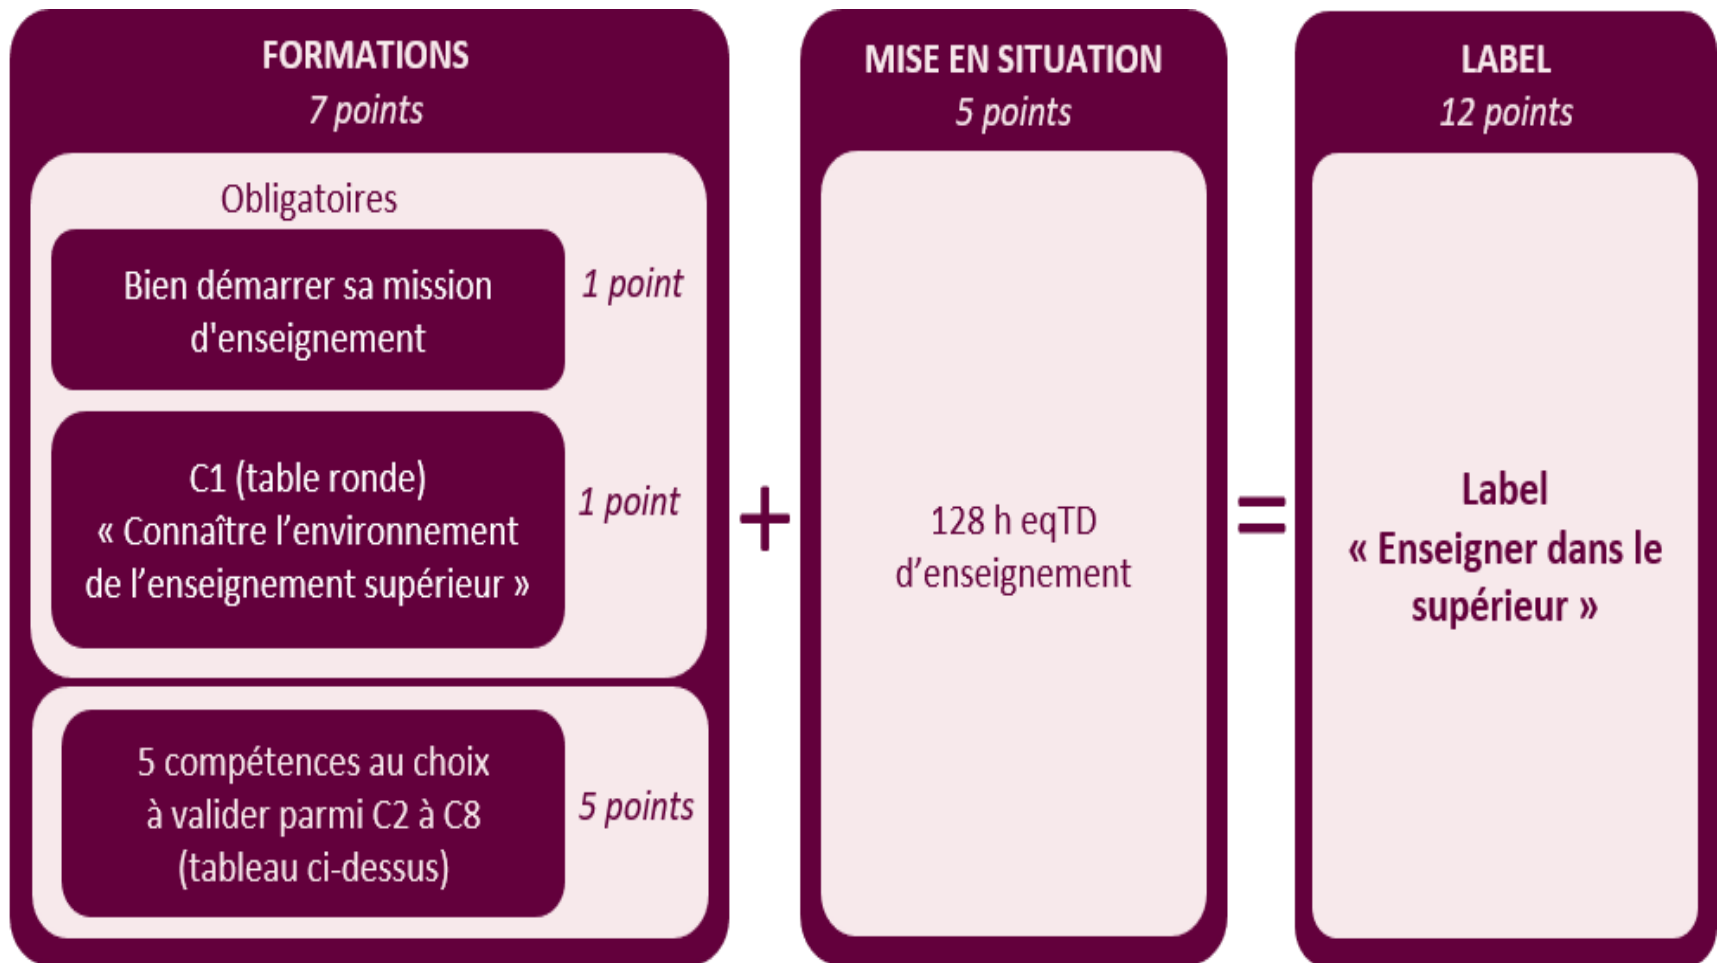 FORMATIONS
7 points
Obligatoires
Bien démarrer sa mission
d'enseignement
1 point
C1 (table ronde)
« Connaître l’environnement
de l’enseignement supérieur »
1 point
5 compétences au choix
à valider parmi C2 à C8
(tableau ci-dessus)
5 points
+
MISE EN SITUATION
5 points
128 h eqTD
d’enseignement
=
LABEL
12 points
Label
« Enseigner dans le
supérieur »